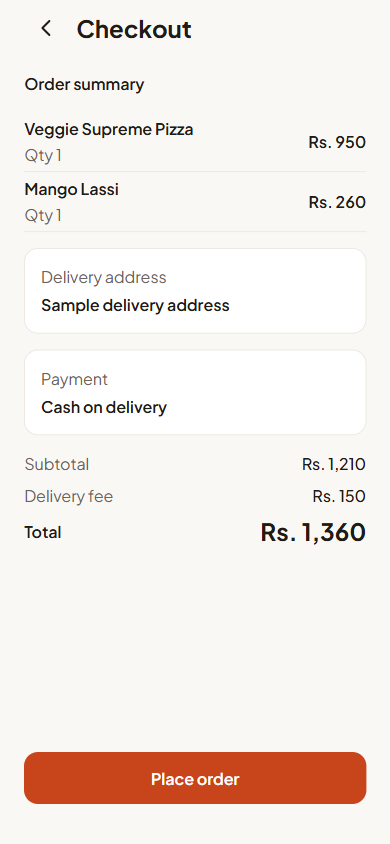 Checkout
Order summary
Veggie Supreme Pizza
Rs. 950
Qty 1
Mango Lassi
Rs. 260
Qty 1
Delivery address
Sample delivery address
Payment
Cash on delivery
Subtotal Rs. 1,210
Delivery fee Rs. 150
Total Rs. 1,360
Place order